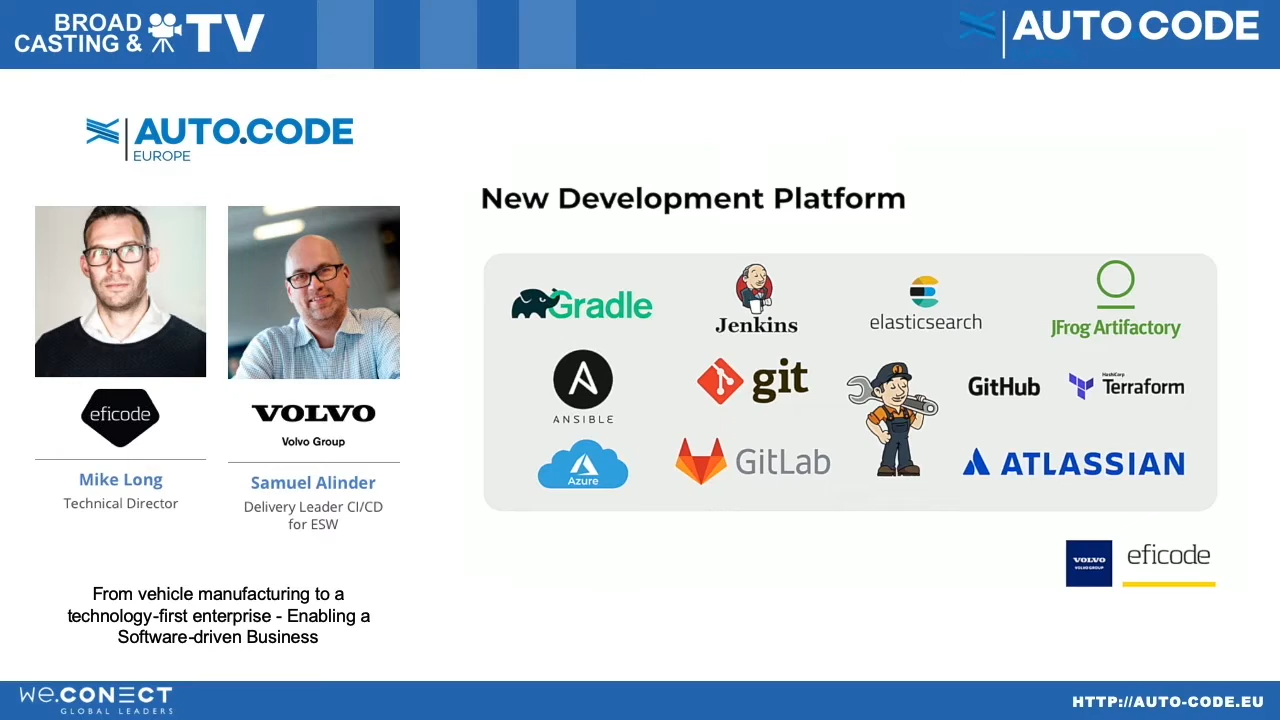 BROAD
CASTING & TV
AUTO.CODE
AUTO.CODE
EUROPE
eficode
Mike Long
Technical Director
VOLVO
Volvo Group
Samuel Alinder
Delivery Leader CI/CD
for ESW
From vehicle manufacturing to a
technology-first enterprise - Enabling a
Software-driven Business
New Development Platform
Gradle
Jenkins
elasticsearch
JFrog Artifactory
ANSIBLE
git
GitHub
HashiCorp
Terraform
Azure
GitLab
ATLASSIAN
VOLVO
VOLVO GROUP
eficode
we.CONECT
GLOBAL LEADERS
HTTP://AUTO-CODE.EU